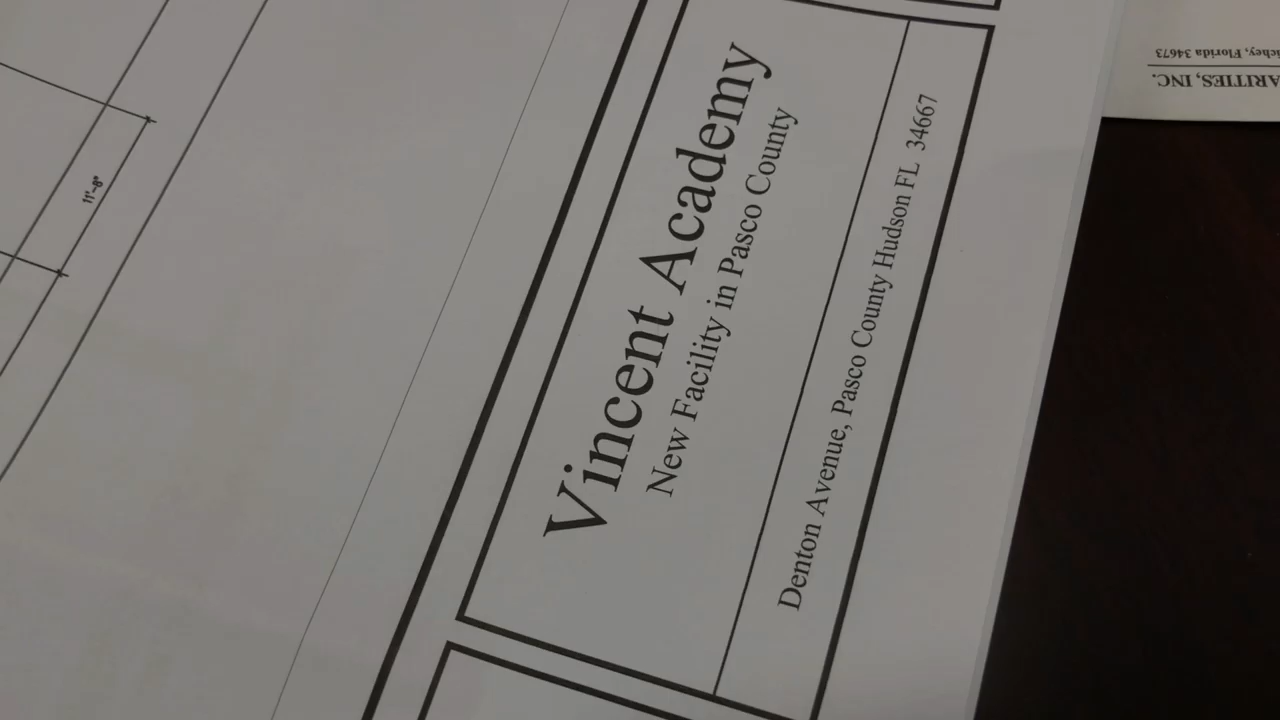 Vincent Academy
New Facility in Pasco County
Denton Avenue, Pasco County Hudson FL 34667
11'-8"
INC.
Florida 34673